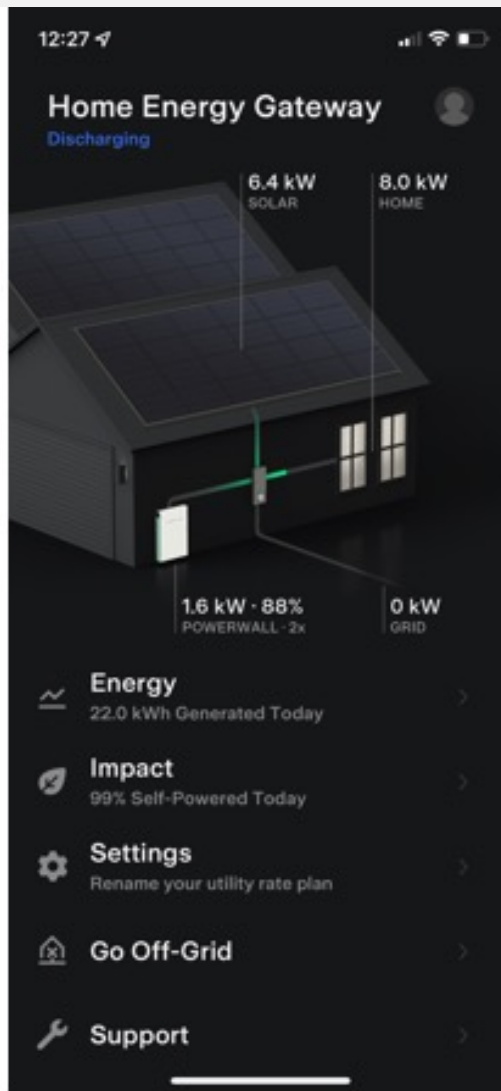 12:27
Home Energy Gateway
Discharging
6.4 kW
SOLAR
8.0 kW
HOME
1.6 kW · 88%
POWERWALL · 2x
0 kW
GRID
Energy
22.0 kWh Generated Today
Impact
99% Self-Powered Today
Settings
Rename your utility rate plan
Go Off-Grid
Support